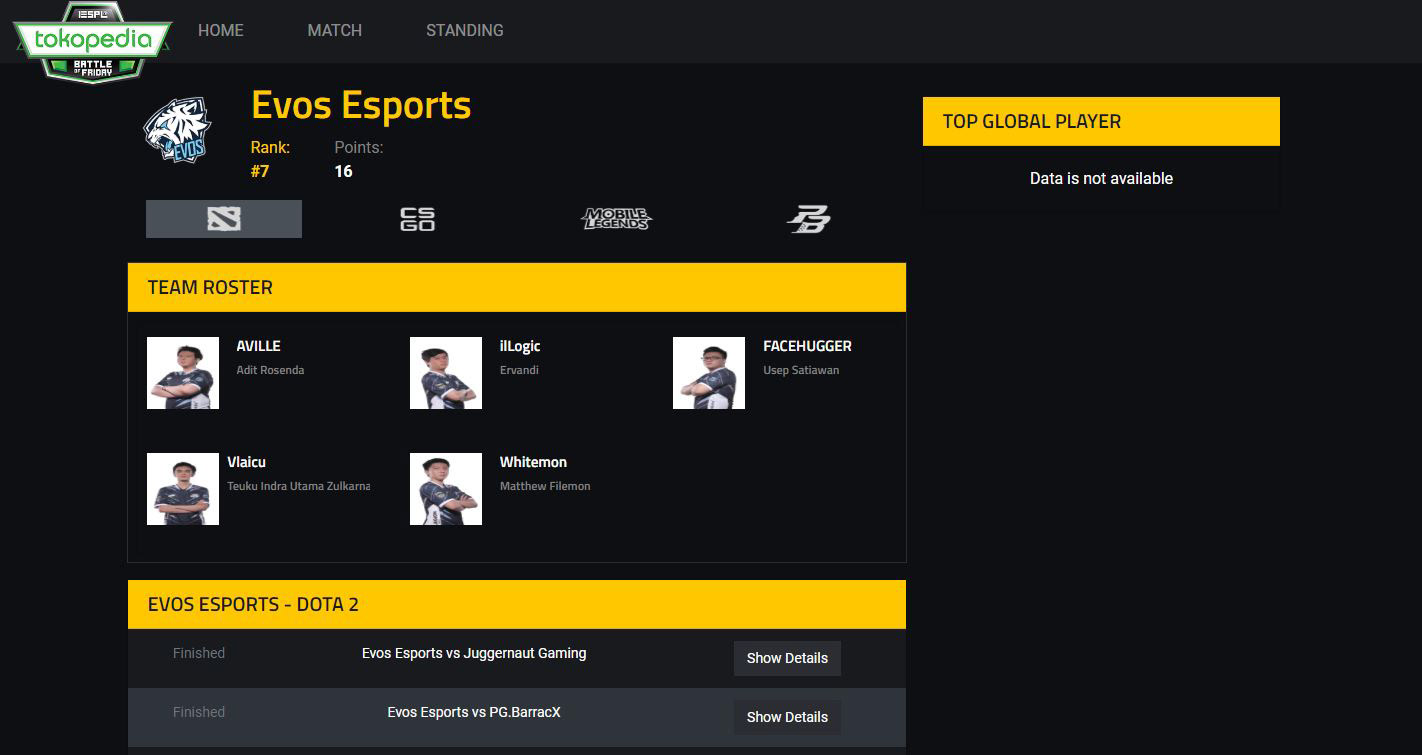 IESPL
tokopedia
BATTLE
OF FRIDAY
HOME
MATCH
STANDING
EVOS
Evos Esports
Rank:
#7
Points:
16
TOP GLOBAL PLAYER
Data is not available
CS
GO
MOBILE
LEGENDS
PB
TEAM ROSTER
AVILLE
Adit Rosenda
ilLogic
Ervandi
FACEHUGGER
Usep Satiawan
Vlaicu
Teuku Indra Utama Zulkarna
Whitemon
Matthew Filemon
EVOS ESPORTS - DOTA 2
Finished
Evos Esports vs Juggernaut Gaming
Show Details
Finished
Evos Esports vs PG.BarracX
Show Details